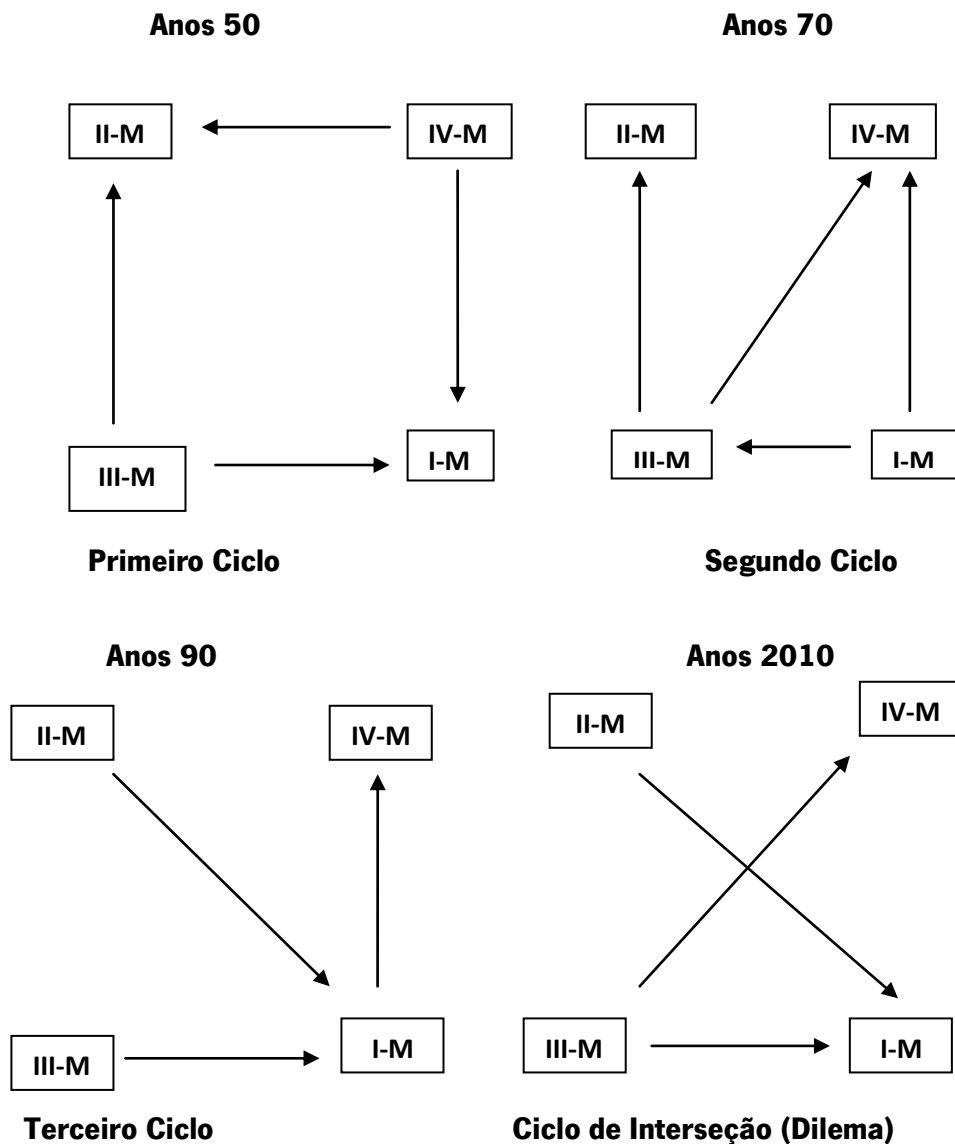 Anos 50
Anos 70
II-M
IV-M
II-M
IV-M
III-M
I-M
III-M
I-M
Primeiro Ciclo
Segundo Ciclo
Anos 90
Anos 2010
II-M
IV-M
II-M
IV-M
III-M
I-M
III-M
I-M
Terceiro Ciclo
Ciclo de Interseção (Dilema)